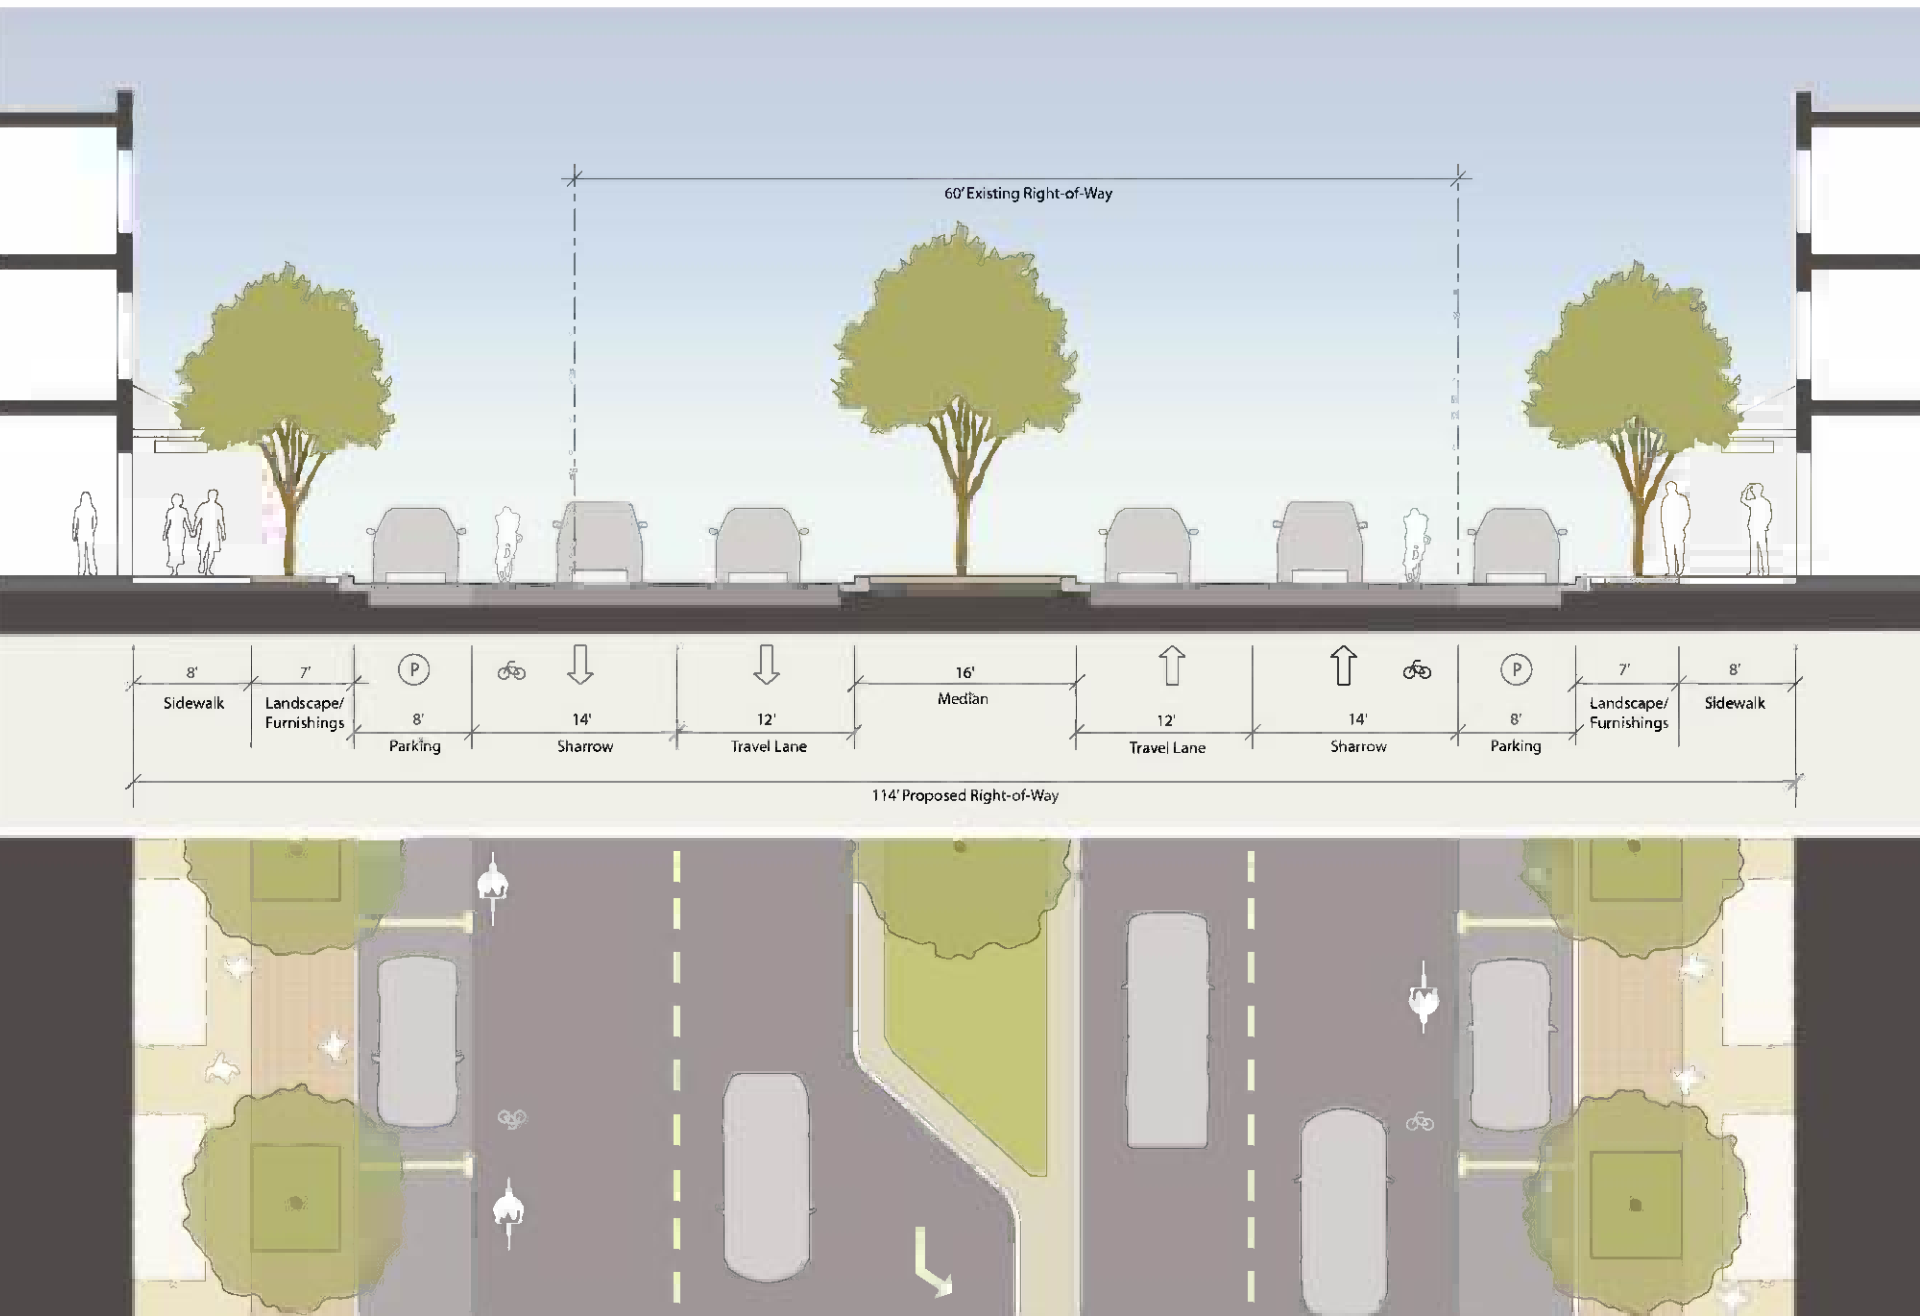 60' Existing Right-of-Way
8' 7' P 16' P 7' 8'
Sidewalk Landscape/ Median Landscape/ Sidewalk
Furnishings Furnishings
8' 14' 12' 12' 14' 8'
Parking Sharrow Travel Lane Travel Lane Sharrow Parking
114' Proposed Right-of-Way